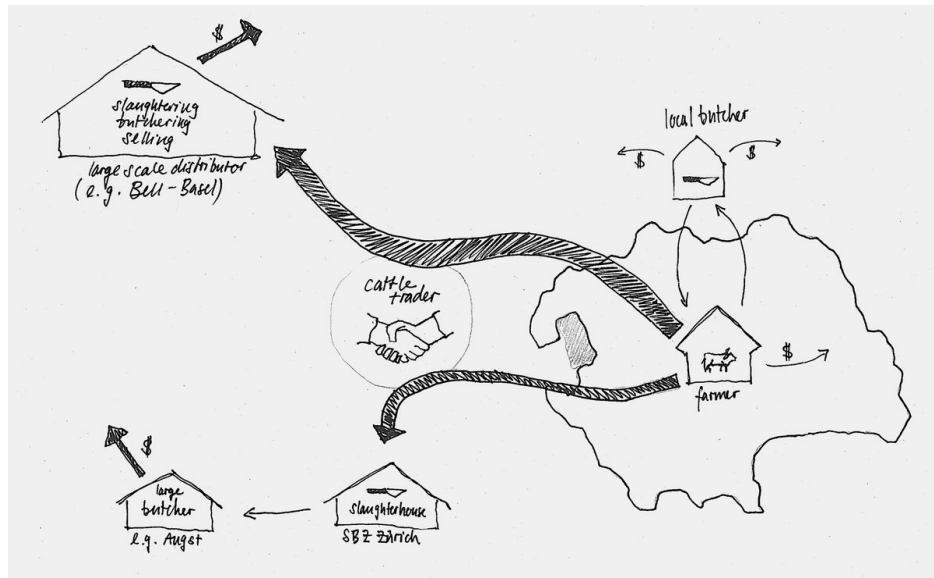 $
slaughtering
butchering
selling
large scale distributor
(e.g. Bell-Basel)
local butcher
$
$
cattle
trader
$
farmer
$
large
butcher
e.g. Angst
slaughterhouse
SBZ Zürich